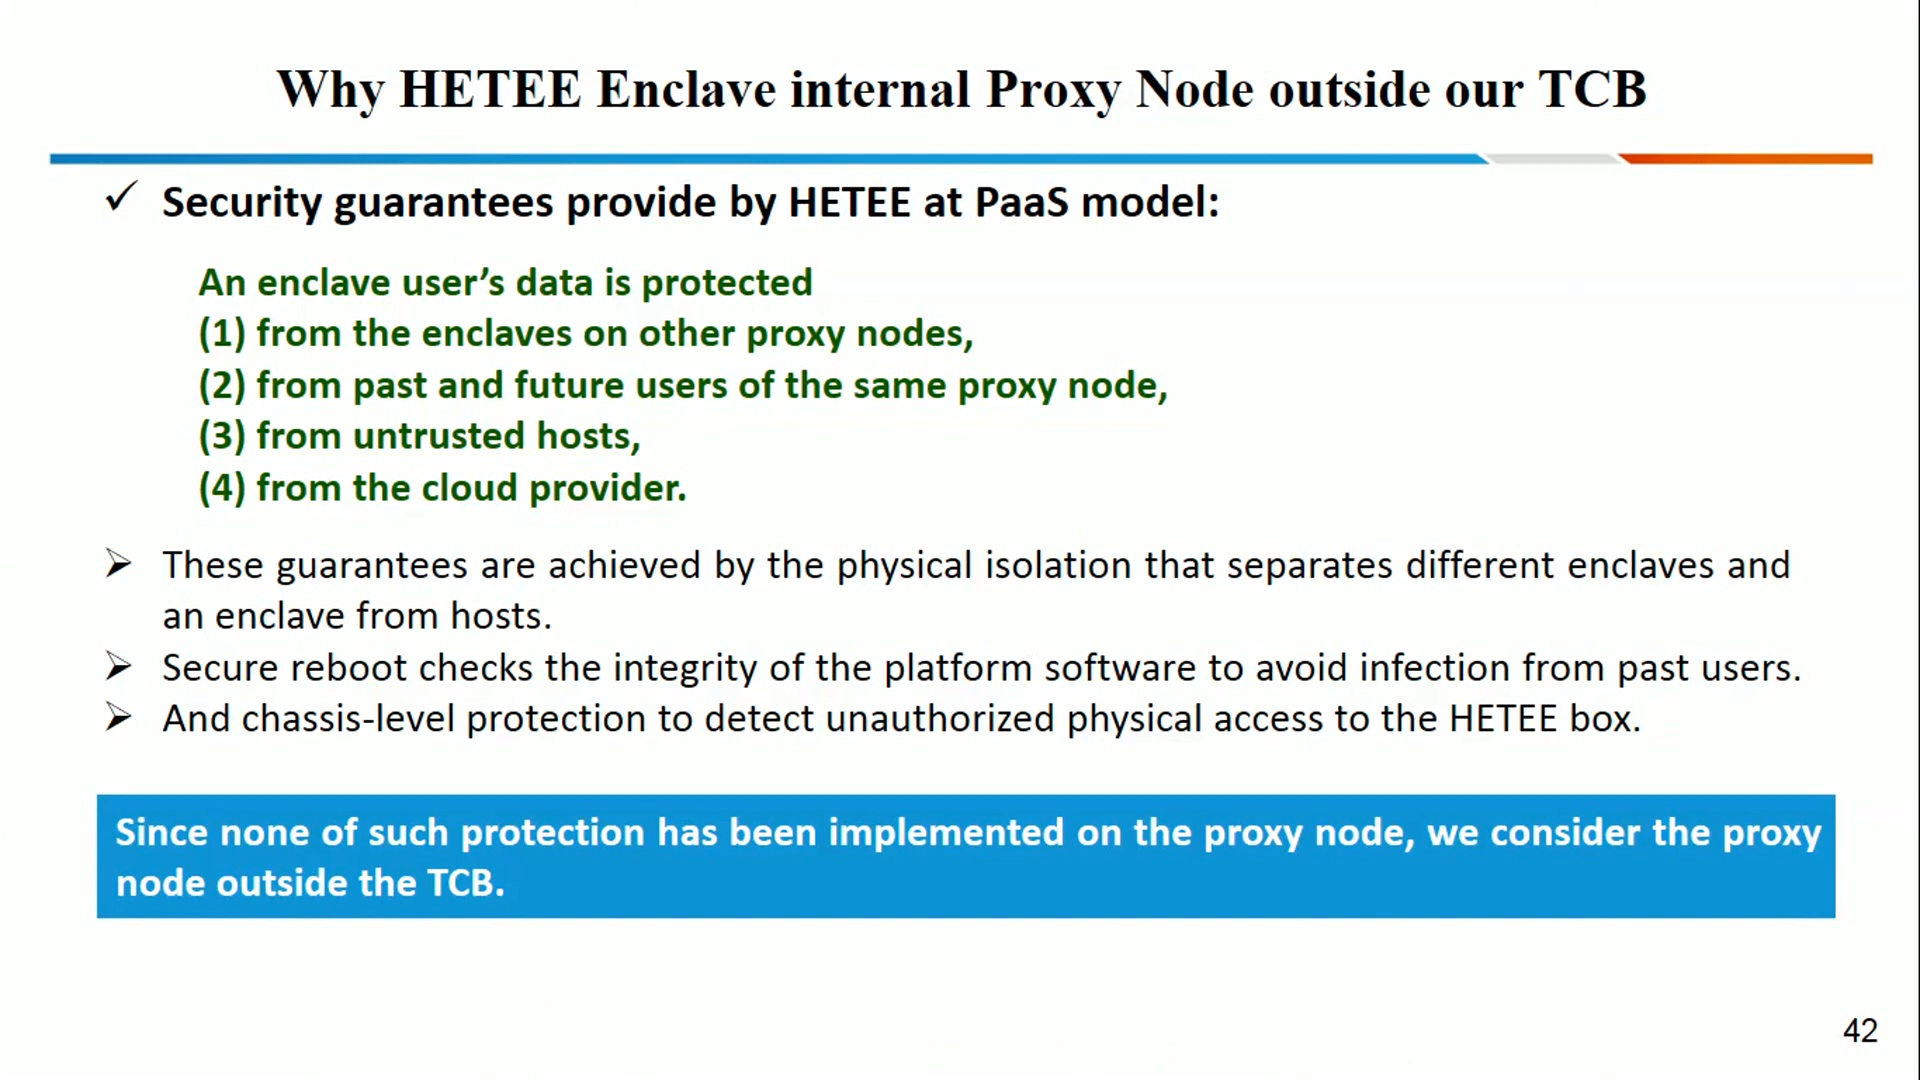 Why HETEE Enclave internal Proxy Node outside our TCB
✓ Security guarantees provide by HETEE at PaaS model:
An enclave user’s data is protected
(1) from the enclaves on other proxy nodes,
(2) from past and future users of the same proxy node,
(3) from untrusted hosts,
(4) from the cloud provider.
➢ These guarantees are achieved by the physical isolation that separates different enclaves and
an enclave from hosts.
➢ Secure reboot checks the integrity of the platform software to avoid infection from past users.
➢ And chassis-level protection to detect unauthorized physical access to the HETEE box.
Since none of such protection has been implemented on the proxy node, we consider the proxy
node outside the TCB.
42